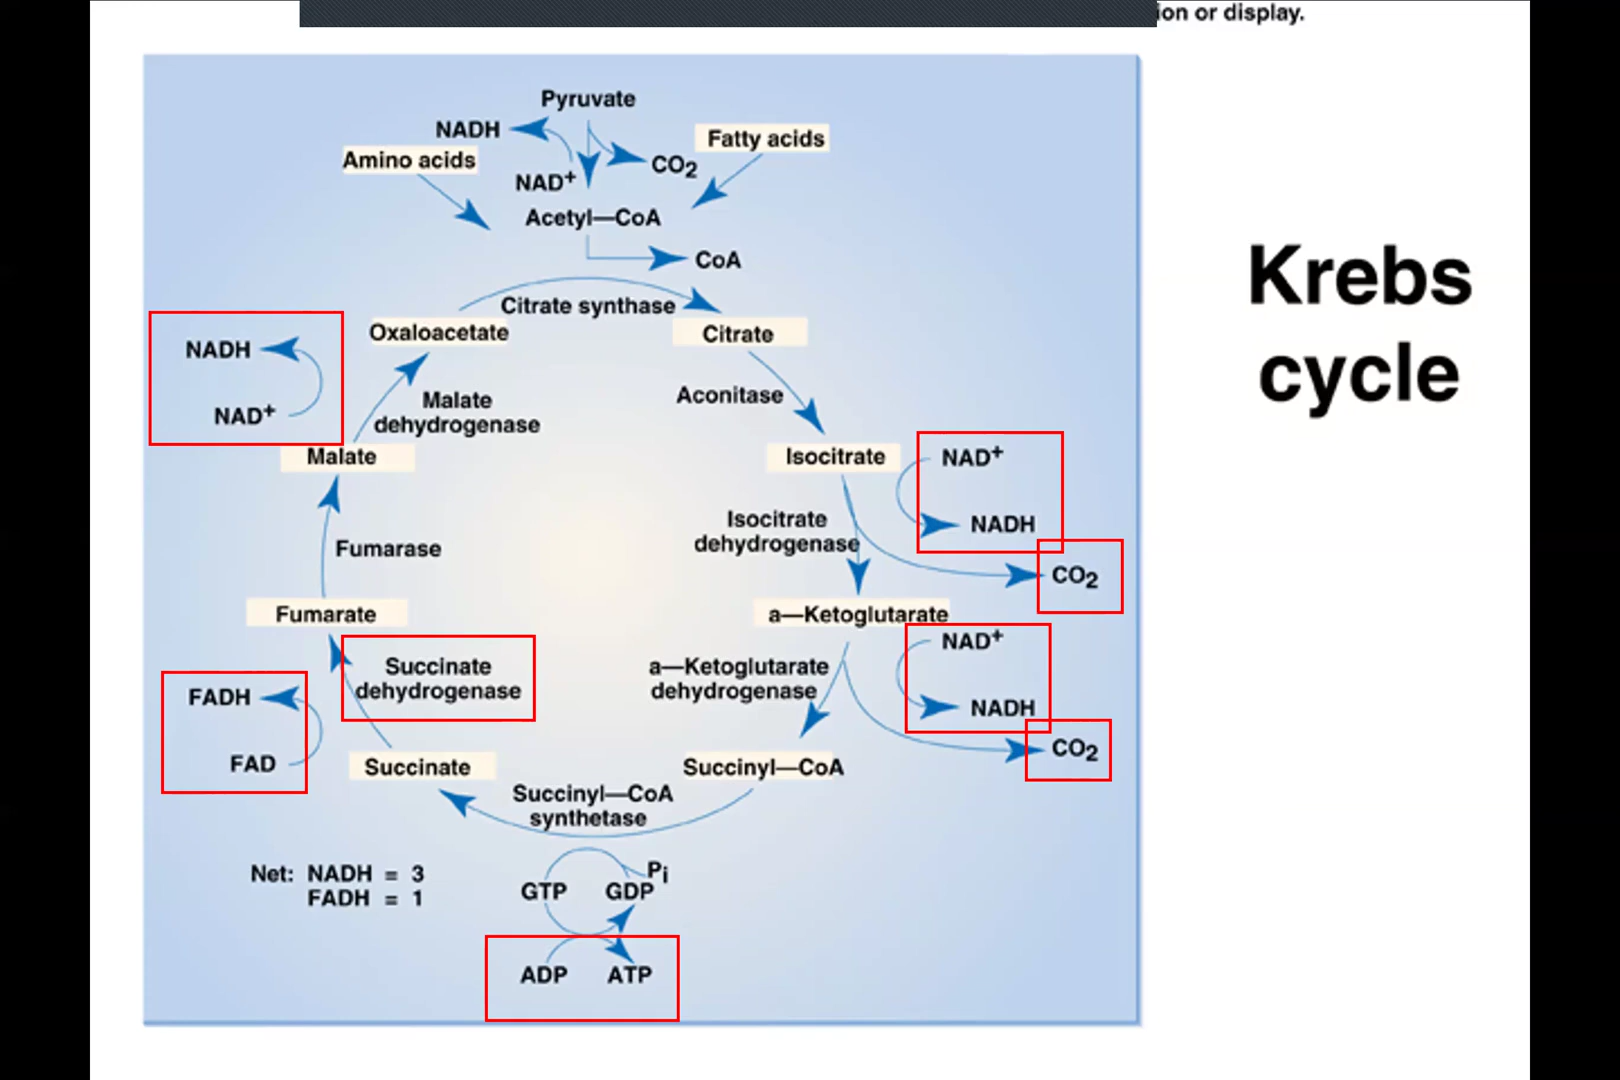 ion or display.
Pyruvate
NADH
Fatty acids
Amino acids
CO2
NAD+
Acetyl—CoA
CoA
Krebs
cycle
Citrate synthase
Oxaloacetate
Citrate
NADH
NAD+
Malate
dehydrogenase
Aconitase
Malate
Isocitrate
NAD+
NADH
Isocitrate
dehydrogenase
CO2
Fumarase
Fumarate
a—Ketoglutarate
NAD+
NADH
a—Ketoglutarate
dehydrogenase
CO2
Succinate
dehydrogenase
FADH
FAD
Succinate
Succinyl—CoA
Succinyl—CoA
synthetase
Net: NADH = 3
FADH = 1
Pi
GTP GDP
ADP ATP